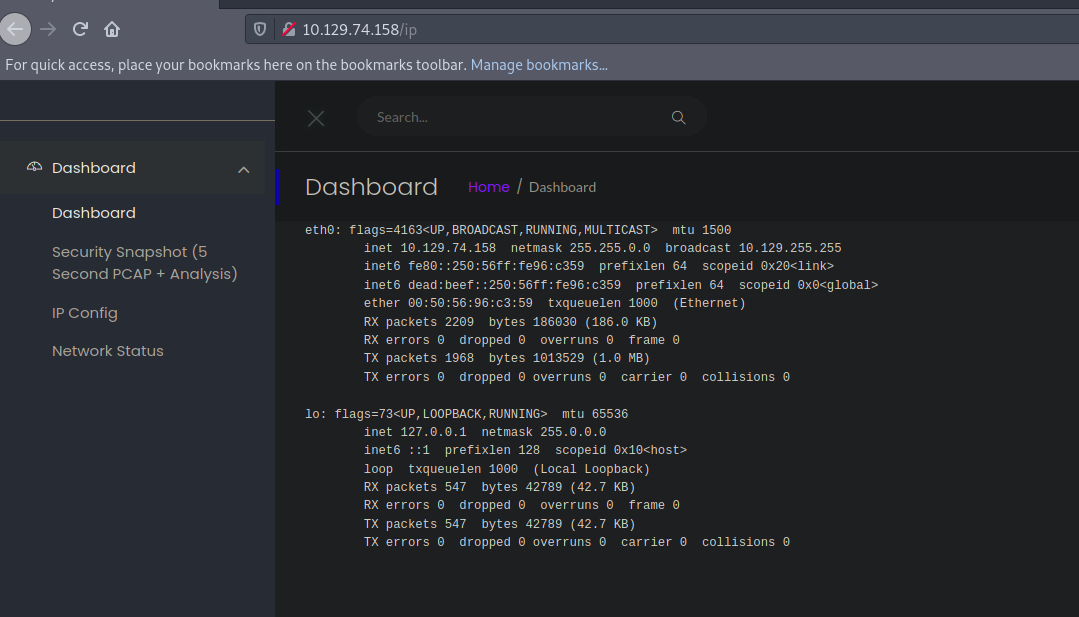 10.129.74.158/ip
For quick access, place your bookmarks here on the bookmarks toolbar. Manage bookmarks...
Search...
Dashboard
Dashboard
Security Snapshot (5
Second PCAP + Analysis)
IP Config
Network Status
Dashboard Home / Dashboard
eth0: flags=4163<UP,BROADCAST,RUNNING,MULTICAST>  mtu 1500
        inet 10.129.74.158  netmask 255.255.0.0  broadcast 10.129.255.255
        inet6 fe80::250:56ff:fe96:c359  prefixlen 64  scopeid 0x20<link>
        inet6 dead:beef::250:56ff:fe96:c359  prefixlen 64  scopeid 0x0<global>
        ether 00:50:56:96:c3:59  txqueuelen 1000  (Ethernet)
        RX packets 2209  bytes 186030 (186.0 KB)
        RX errors 0  dropped 0  overruns 0  frame 0
        TX packets 1968  bytes 1013529 (1.0 MB)
        TX errors 0  dropped 0 overruns 0  carrier 0  collisions 0
lo: flags=73<UP,LOOPBACK,RUNNING>  mtu 65536
        inet 127.0.0.1  netmask 255.0.0.0
        inet6 ::1  prefixlen 128  scopeid 0x10<host>
        loop  txqueuelen 1000  (Local Loopback)
        RX packets 547  bytes 42789 (42.7 KB)
        RX errors 0  dropped 0  overruns 0  frame 0
        TX packets 547  bytes 42789 (42.7 KB)
        TX errors 0  dropped 0 overruns 0  carrier 0  collisions 0